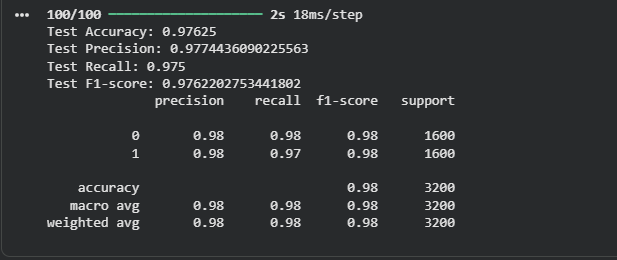 ••• 100/100 ━━━━━━━━━━━━━━━━━━━━ 2s 18ms/step
Test Accuracy: 0.97625
Test Precision: 0.9774436090225563
Test Recall: 0.975
Test F1-score: 0.9762202753441802
precision recall f1-score support
0 0.98 0.98 0.98 1600
1 0.98 0.97 0.98 1600
accuracy 0.98 3200
macro avg 0.98 0.98 0.98 3200
weighted avg 0.98 0.98 0.98 3200